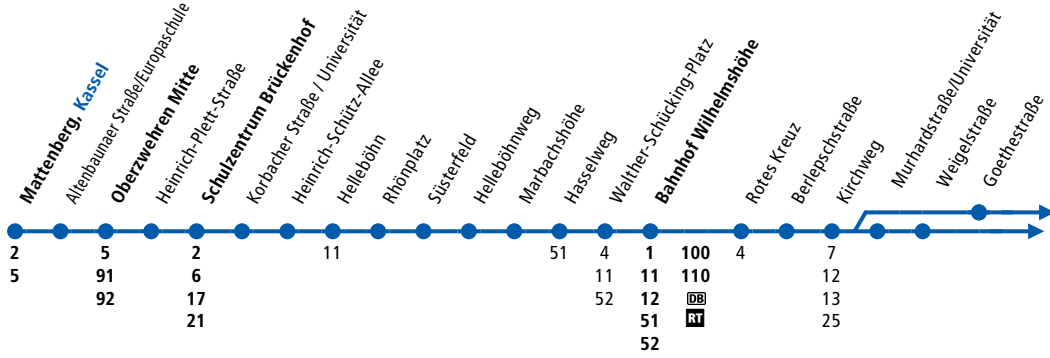 Mattenberg, Kassel
Altenbaunaer Straße/Europaschule
Oberzwehren Mitte
Heinrich-Plett-Straße
Schulzentrum Brückenhof
Korbacher Straße / Universität
Heinrich-Schütz-Allee
Helleböhn
Rhönplatz
Süsterfeld
Helleböhnweg
Marbachshöhe
Hasselweg
Walther-Schücking-Platz
Bahnhof Wilhelmshöhe
Rotes Kreuz
Berlepschstraße
Kirchweg
Murhardstraße/Universität
Weigelstraße
Goethestraße
2 5 2 11 51 4 1 100 4 7
5 91 6 11 11 110 12
92 17 52 12 DB 13
21 51 RT 25
52